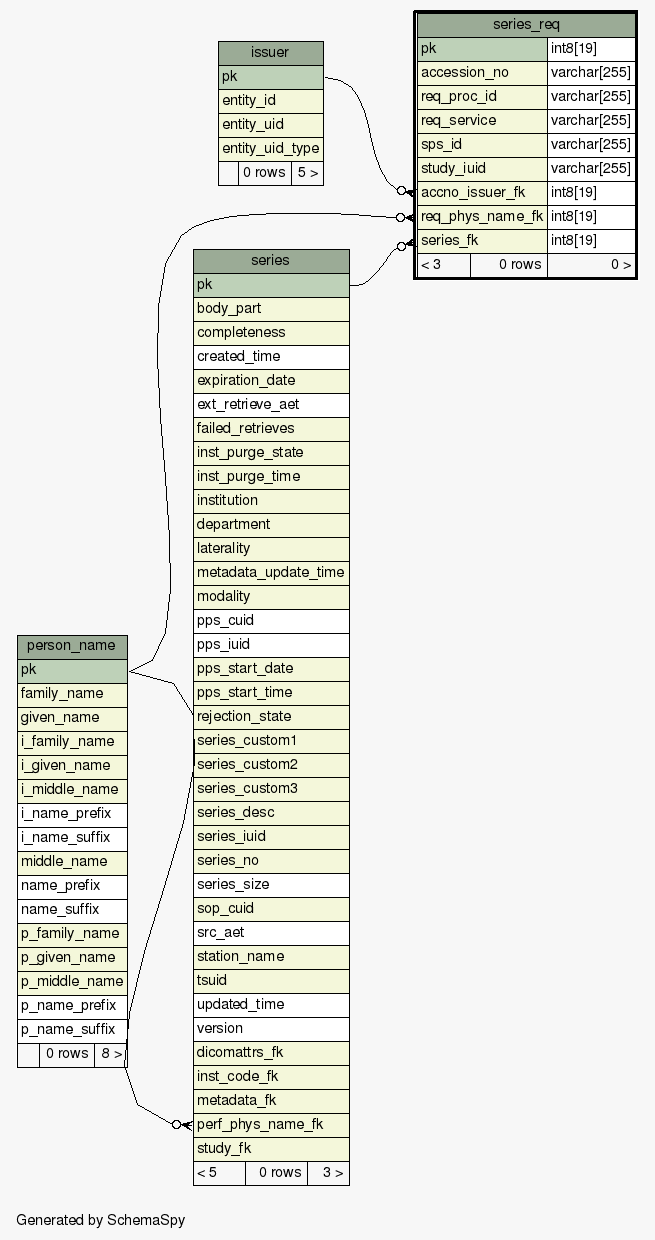 series_req
pk int8[19]
accession_no varchar[255]
req_proc_id varchar[255]
req_service varchar[255]
sps_id varchar[255]
study_iuid varchar[255]
accno_issuer_fk int8[19]
req_phys_name_fk int8[19]
series_fk int8[19]
< 3 0 rows 0 >
issuer
pk
entity_id
entity_uid
entity_uid_type
0 rows 5 >
series
pk
body_part
completeness
created_time
expiration_date
ext_retrieve_aet
failed_retrieves
inst_purge_state
inst_purge_time
institution
department
laterality
metadata_update_time
modality
pps_cuid
pps_iuid
pps_start_date
pps_start_time
rejection_state
series_custom1
series_custom2
series_custom3
series_desc
series_iuid
series_no
series_size
sop_cuid
src_aet
station_name
tsuid
updated_time
version
dicomattrs_fk
inst_code_fk
metadata_fk
perf_phys_name_fk
study_fk
< 5 0 rows 3 >
person_name
pk
family_name
given_name
i_family_name
i_given_name
i_middle_name
i_name_prefix
i_name_suffix
middle_name
name_prefix
name_suffix
p_family_name
p_given_name
p_middle_name
p_name_prefix
p_name_suffix
0 rows 8 >
Generated by SchemaSpy